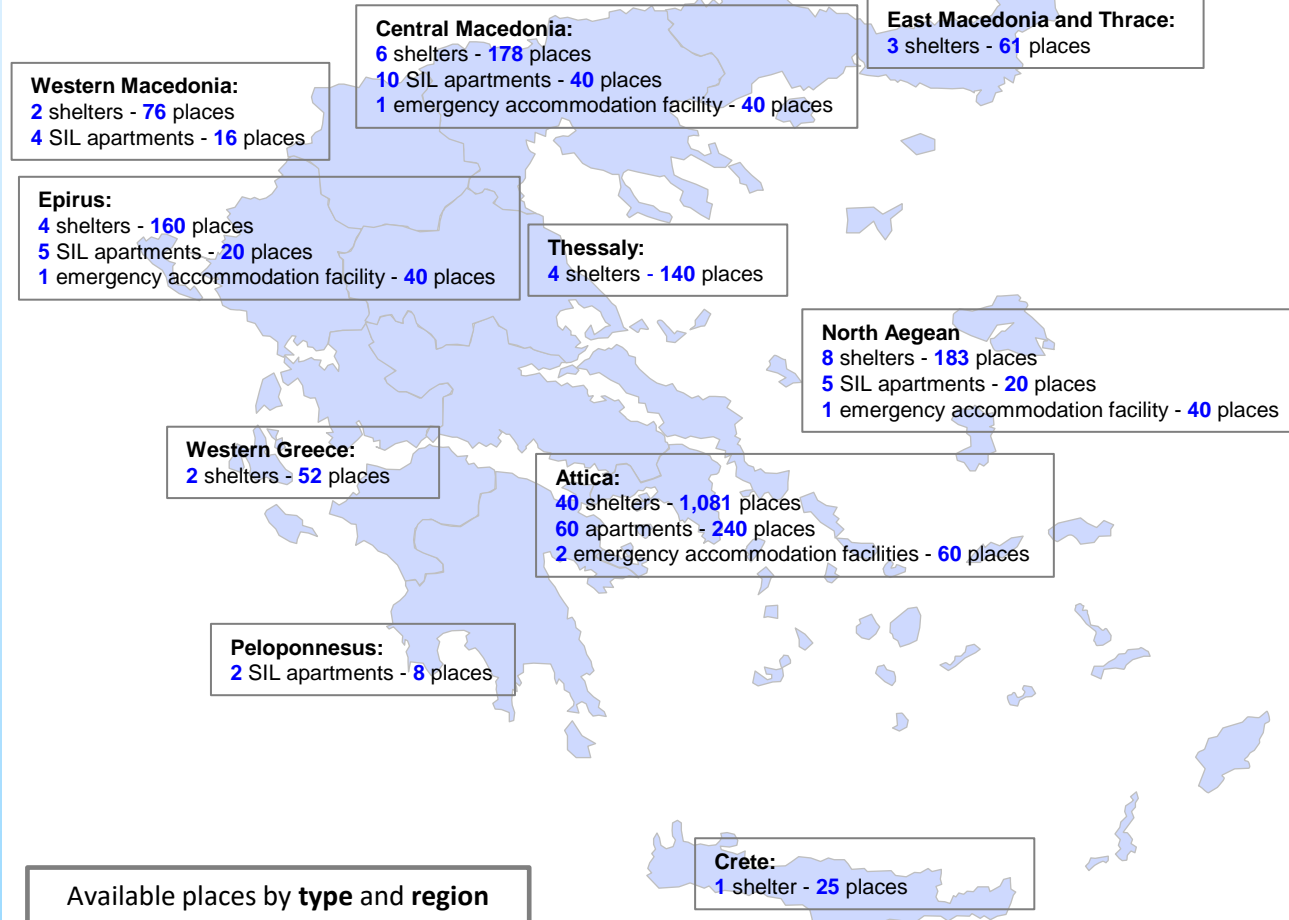 Central Macedonia:
6 shelters - 178 places
10 SIL apartments - 40 places
1 emergency accommodation facility - 40 places
East Macedonia and Thrace:
3 shelters - 61 places
Western Macedonia:
2 shelters - 76 places
4 SIL apartments - 16 places
Epirus:
4 shelters - 160 places
5 SIL apartments - 20 places
1 emergency accommodation facility - 40 places
Thessaly:
4 shelters - 140 places
North Aegean
8 shelters - 183 places
5 SIL apartments - 20 places
1 emergency accommodation facility - 40 places
Western Greece:
2 shelters - 52 places
Attica:
40 shelters - 1,081 places
60 apartments - 240 places
2 emergency accommodation facilities - 60 places
Peloponnesus:
2 SIL apartments - 8 places
Crete:
1 shelter - 25 places
Available places by type and region